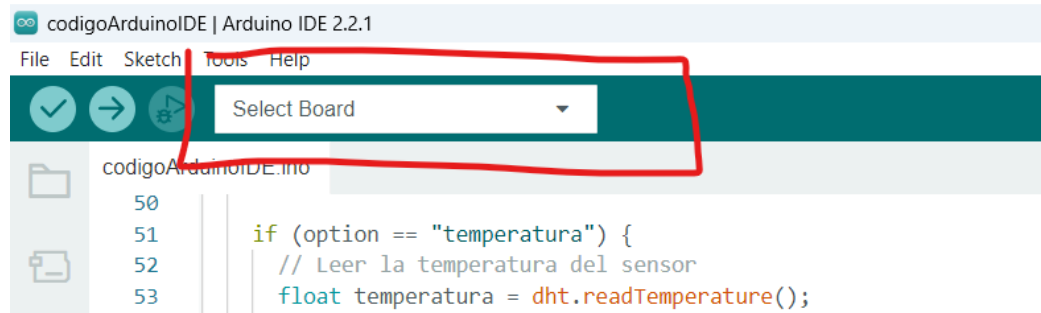 codigoArduinoIDE | Arduino IDE 2.2.1
File Edit Sketch Tools Help
Select Board
codigoArduinoIDE.ino
50
51 if (option == "temperatura") {
52 // Leer la temperatura del sensor
53 float temperatura = dht.readTemperature();